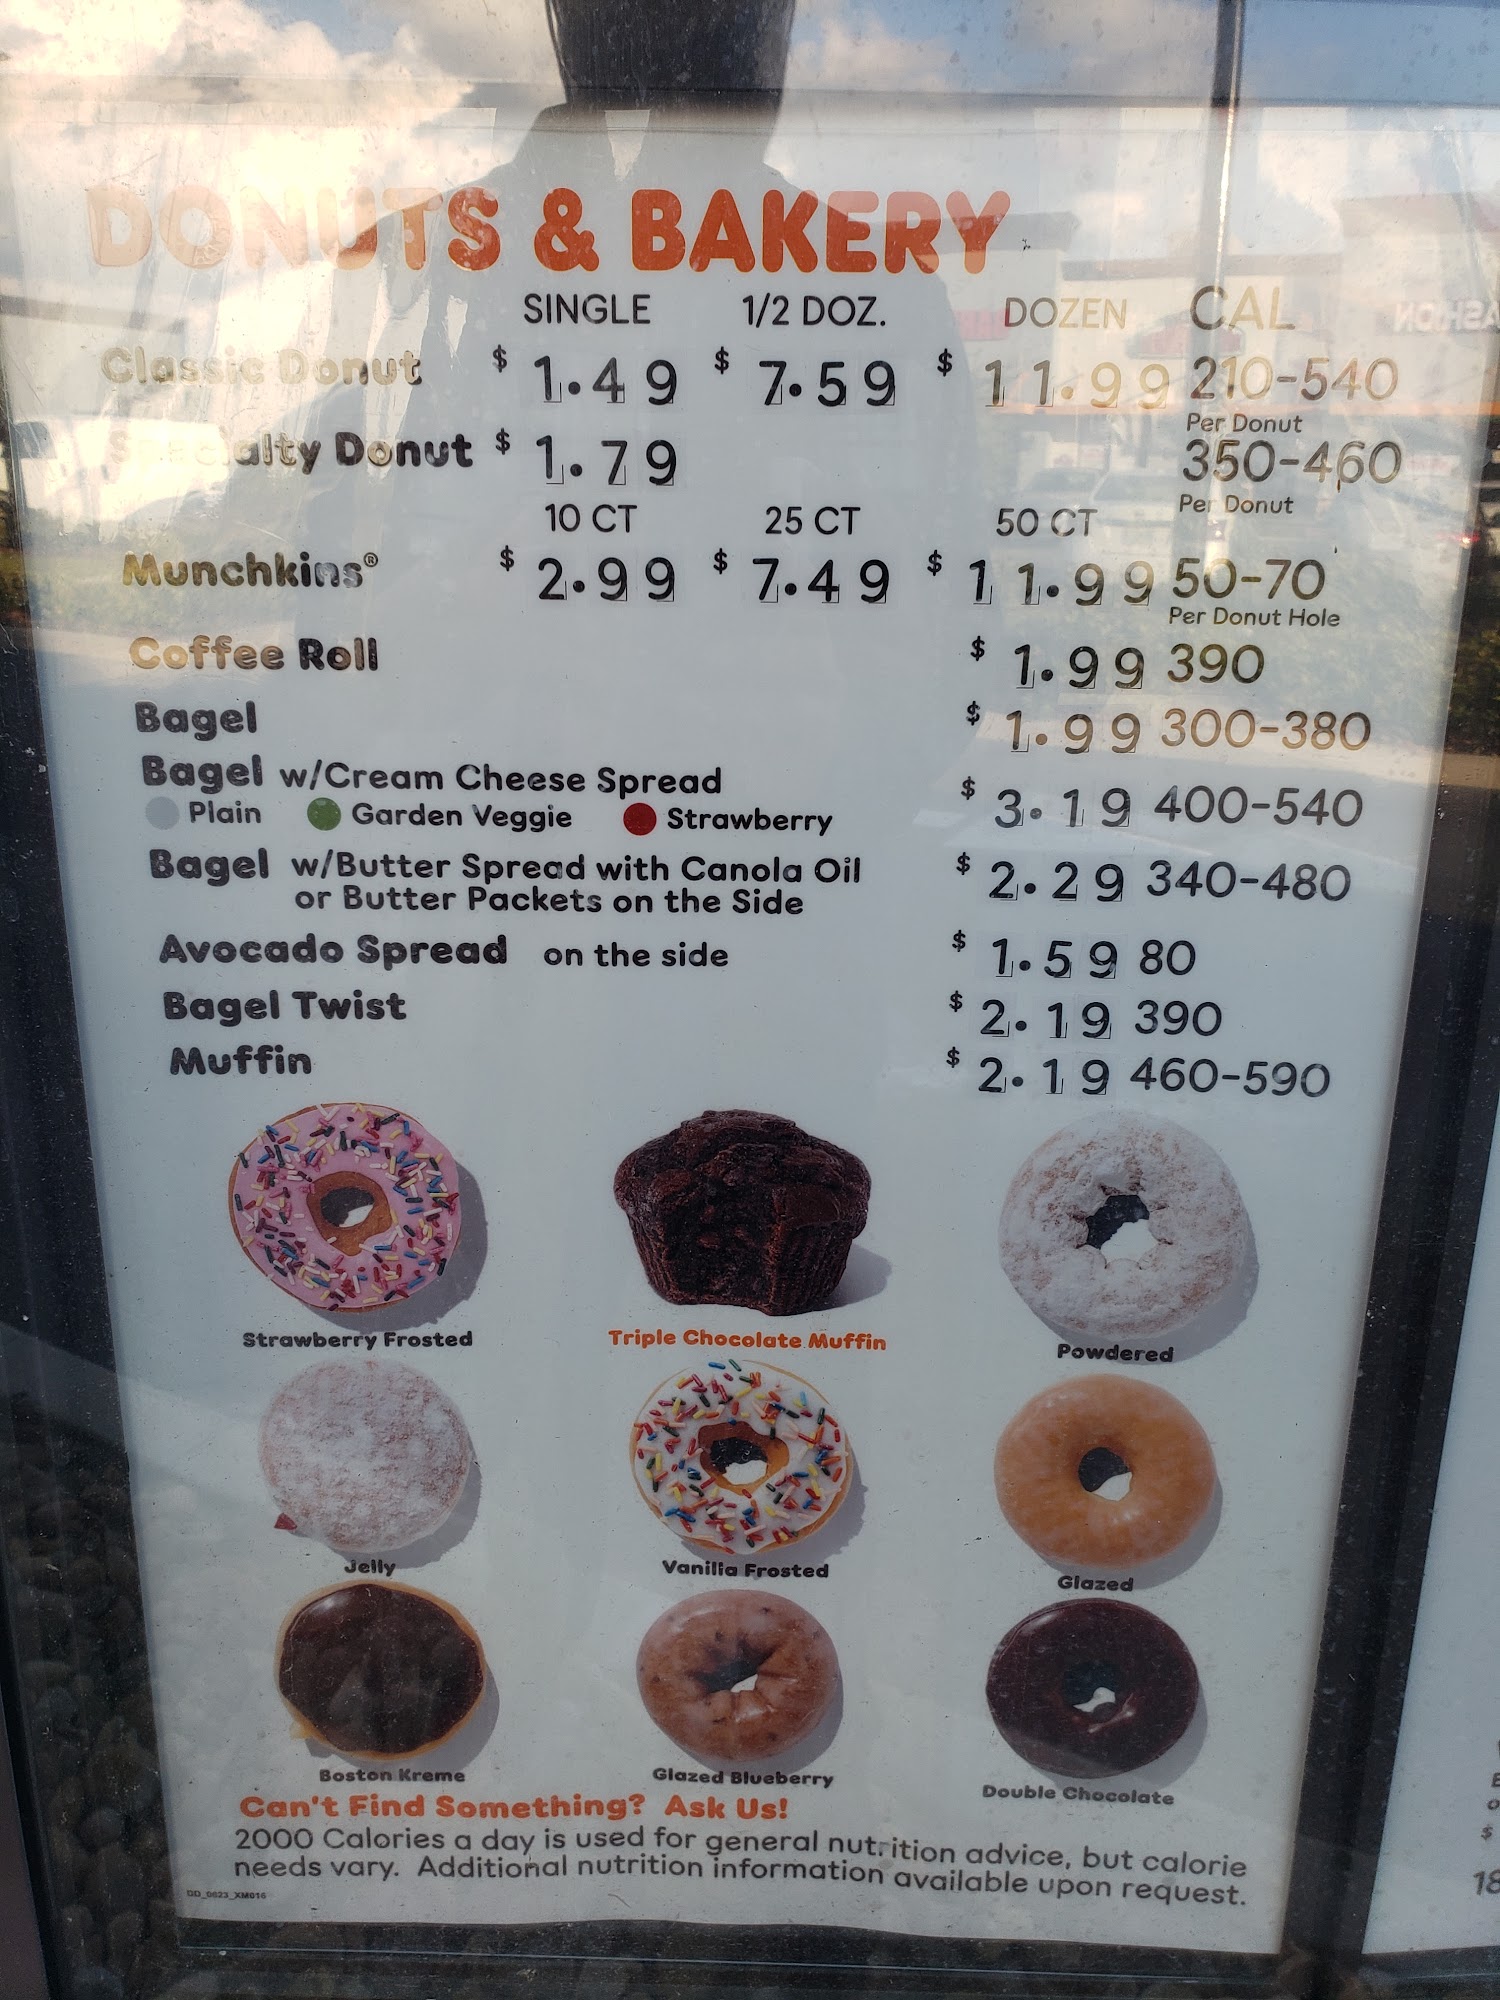 DONUTS & BAKERY
SINGLE 1/2 DOZ. DOZEN CAL
Classic Donut $1.49 $7.59 $11.99 210-540
Per Donut
Specialty Donut $1.79 350-460
Per Donut
10 CT 25 CT 50 CT
Munchkins® $2.99 $7.49 $11.99 50-70
Per Donut Hole
Coffee Roll $1.99 390
Bagel $1.99 300-380
Bagel w/Cream Cheese Spread $3.19 400-540
Plain Garden Veggie Strawberry
Bagel w/Butter Spread with Canola Oil $2.29 340-480
or Butter Packets on the Side
Avocado Spread on the side $1.59 80
Bagel Twist $2.19 390
Muffin $2.19 460-590
Strawberry Frosted Triple Chocolate Muffin Powdered
Jelly Vanilla Frosted Glazed
Boston Kreme Glazed Blueberry Double Chocolate
Can't Find Something? Ask Us!
2000 Calories a day is used for general nutrition advice, but calorie
needs vary. Additional nutrition information available upon request.
DD_0623_XM016